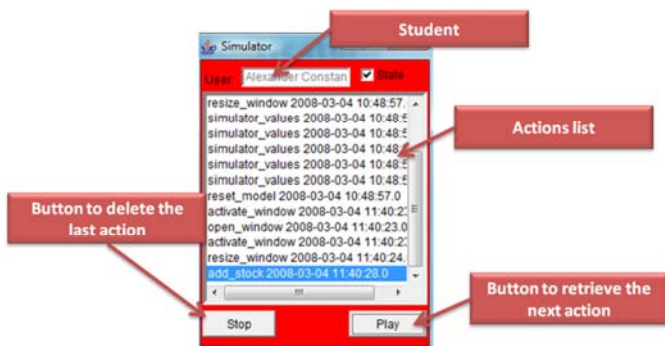 Student
Simulator
User: Alexander Constan State
resize_window 2008-03-04 10:48:57.
simulator_values 2008-03-04 10:48:5
simulator_values 2008-03-04 10:48:5
simulator_values 2008-03-04 10:48:
simulator_values 2008-03-04 10:48:5
simulator_values 2008-03-04 10:48:5
reset_model 2008-03-04 10:48:57.0
activate_window 2008-03-04 11:40:23
open_window 2008-03-04 11:40:23.0
activate_window 2008-03-04 11:40:23
resize_window 2008-03-04 11:40:24.
add_stock 2008-03-04 11:40:28.0
Actions list
Button to delete the
last action
Button to retrieve the
next action
Stop Play